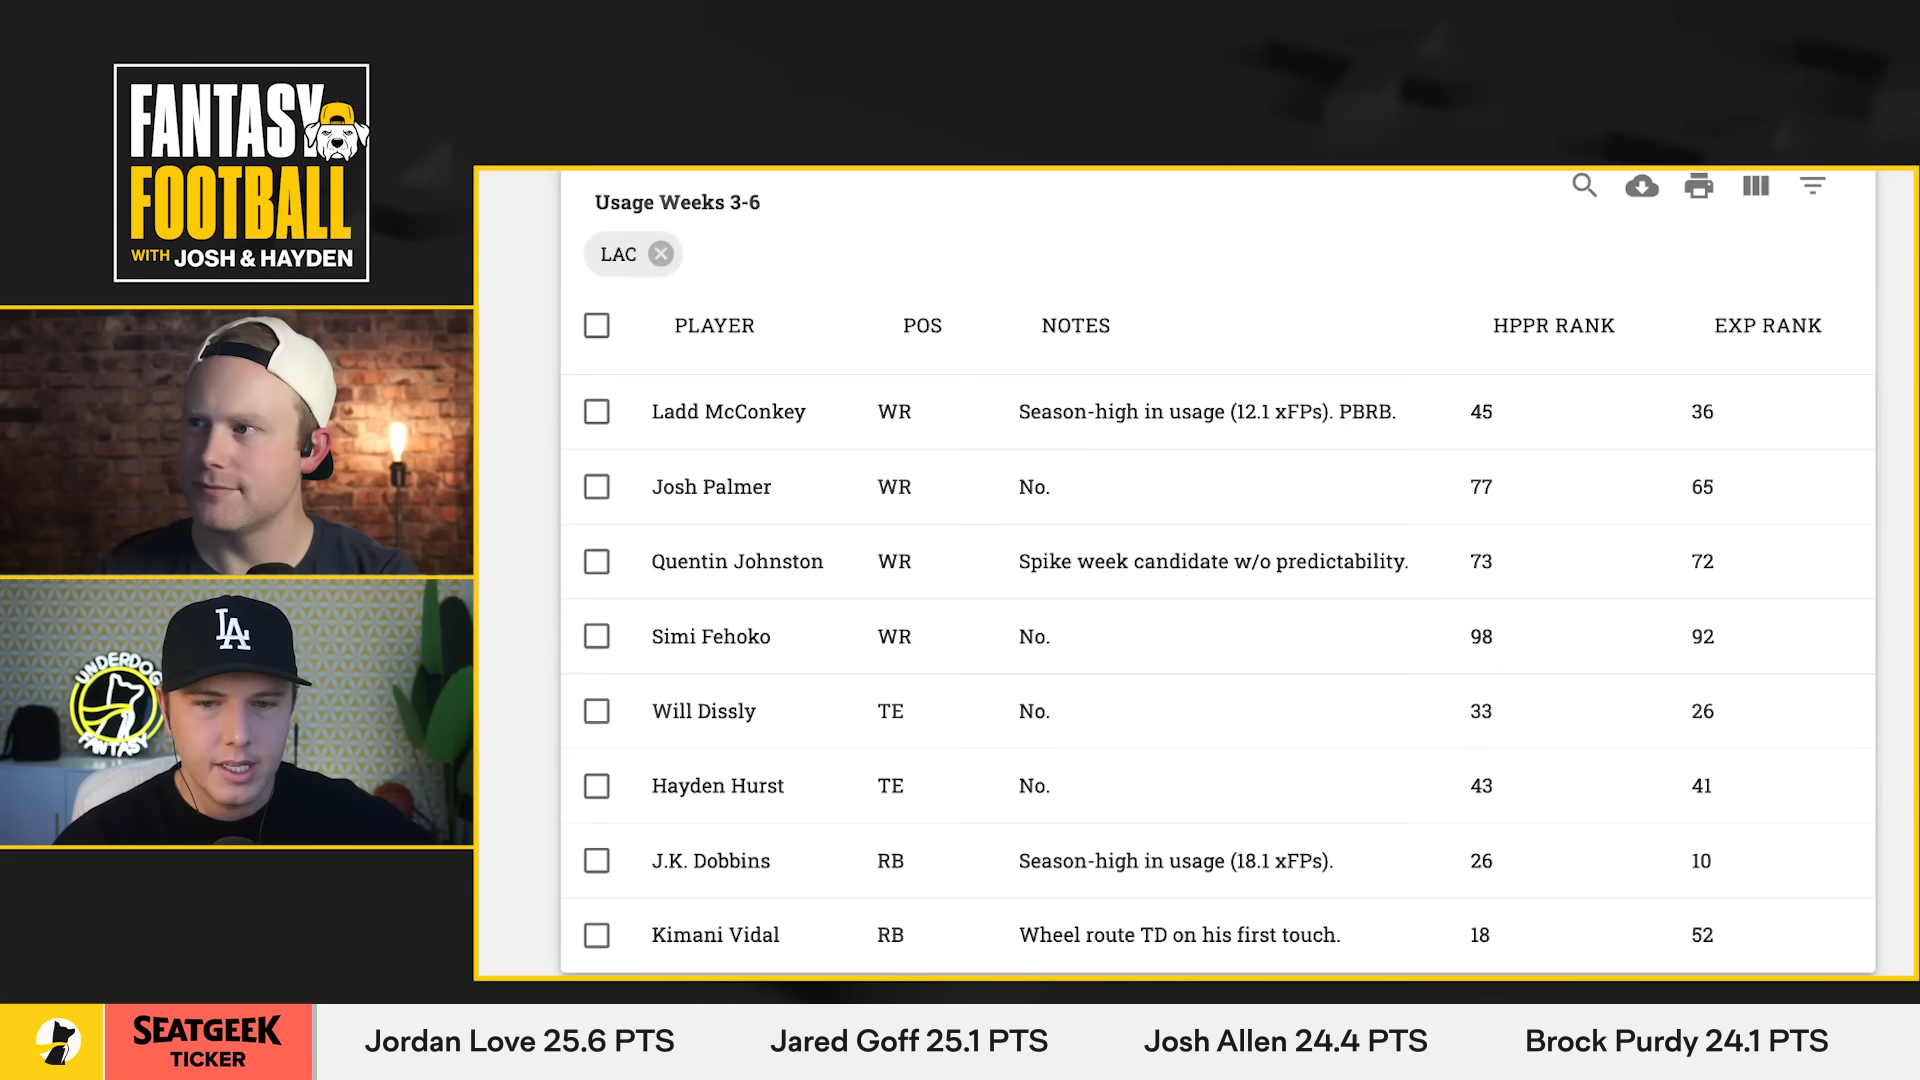 FANTASY
FOOTBALL
WITH JOSH & HAYDEN
Usage Weeks 3-6
LAC
PLAYER POS NOTES HPPR RANK EXP RANK
Ladd McConkey WR Season-high in usage (12.1 xFPs). PBRB. 45 36
Josh Palmer WR No. 77 65
Quentin Johnston WR Spike week candidate w/o predictability. 73 72
Simi Fehoko WR No. 98 92
Will Dissly TE No. 33 26
Hayden Hurst TE No. 43 41
J.K. Dobbins RB Season-high in usage (18.1 xFPs). 26 10
Kimani Vidal RB Wheel route TD on his first touch. 18 52
LA
UNDERDOG
FANTASY
SEATGEEK
TICKER
Jordan Love 25.6 PTS Jared Goff 25.1 PTS Josh Allen 24.4 PTS Brock Purdy 24.1 PTS